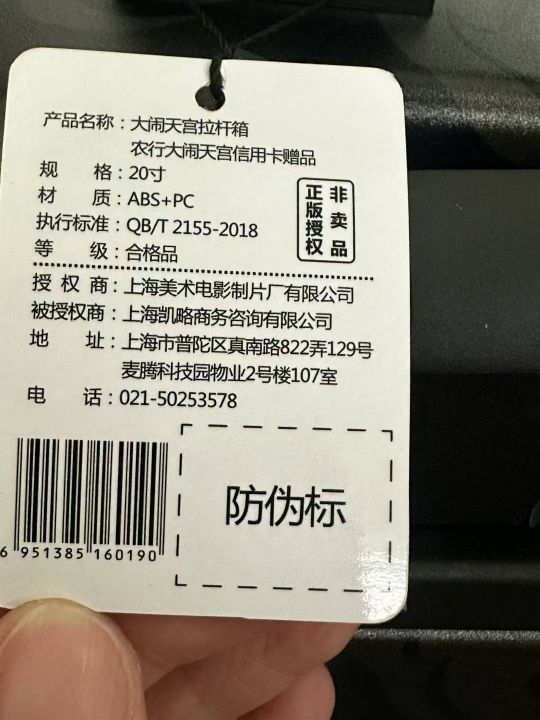 产品名称：大闹天宫拉杆箱
农行大闹天宫信用卡赠品
规 格：20寸
材 质：ABS+PC
执行标准：QB/T 2155-2018
等 级：合格品
正版授权 非卖品
授 权 商：上海美术电影制片厂有限公司
被授权商：上海凯略商务咨询有限公司
地 址：上海市普陀区真南路822弄129号
麦腾科技园物业2号楼107室
电 话：021-50253578
防伪标
6 951385 160190